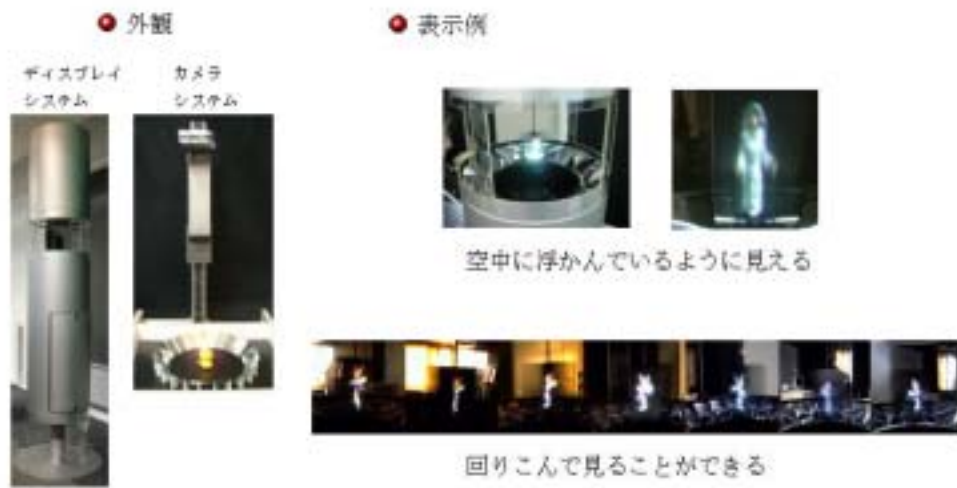 外観
ディスプレイ
システム
カメラ
システム
表示例
空中に浮かんでいるように見える
回りこんで見ることができる